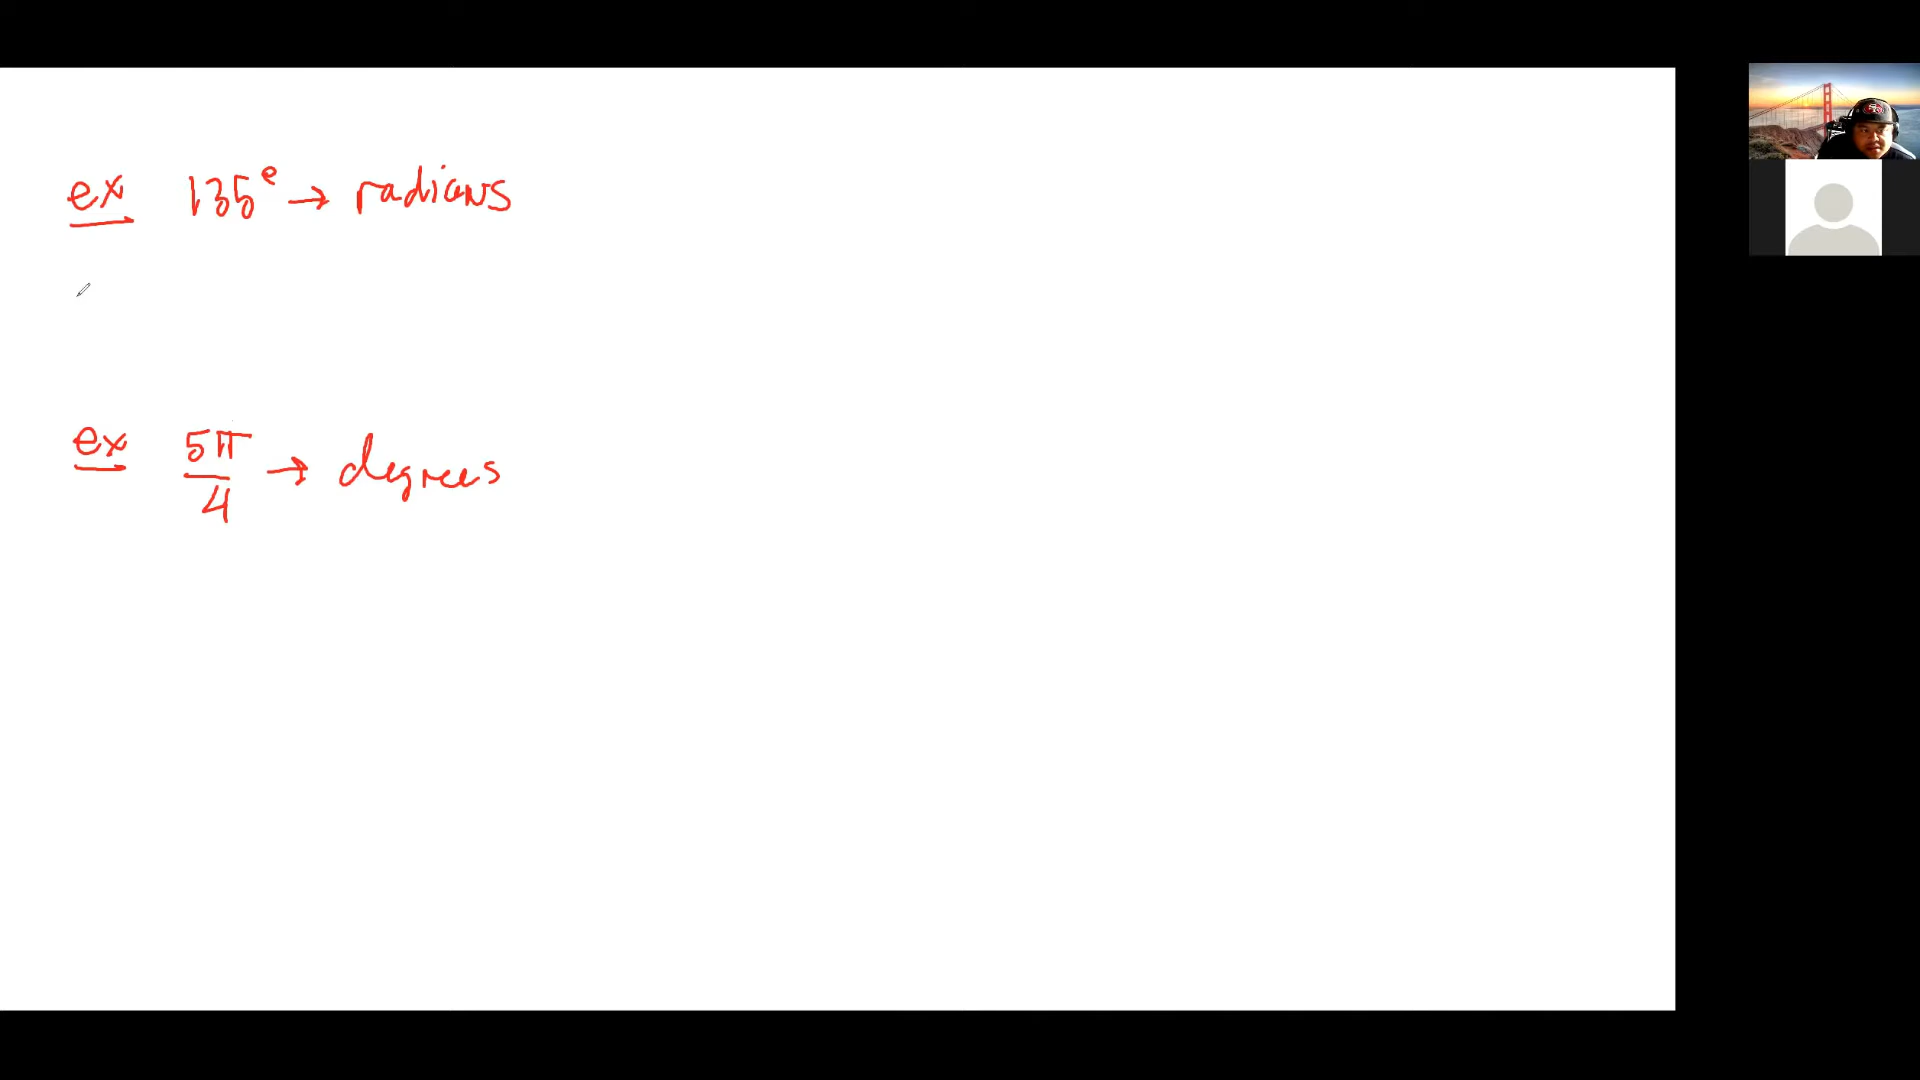 ex 135° → radians
ex 5π/4 → degrees